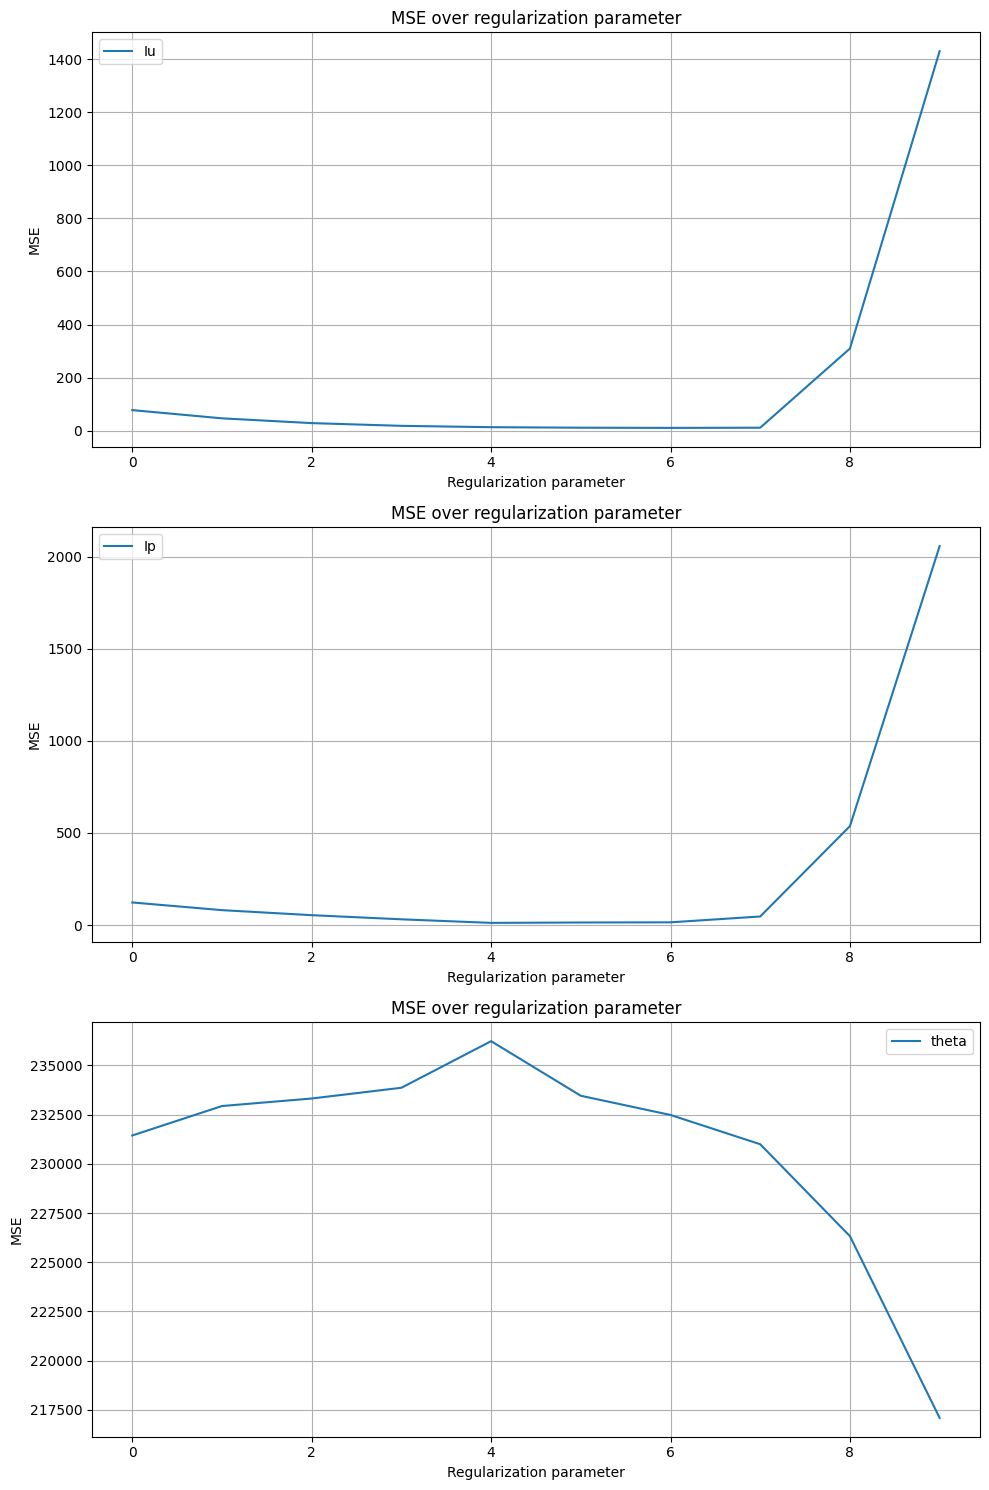 MSE over regularization parameter
Iu
1400
1200
1000
800
600
400
200
0
MSE
0 2 4 6 8
Regularization parameter
MSE over regularization parameter
Ip
2000
1500
1000
500
0
MSE
0 2 4 6 8
Regularization parameter
MSE over regularization parameter
theta
235000
232500
230000
227500
225000
222500
220000
217500
MSE
0 2 4 6 8
Regularization parameter